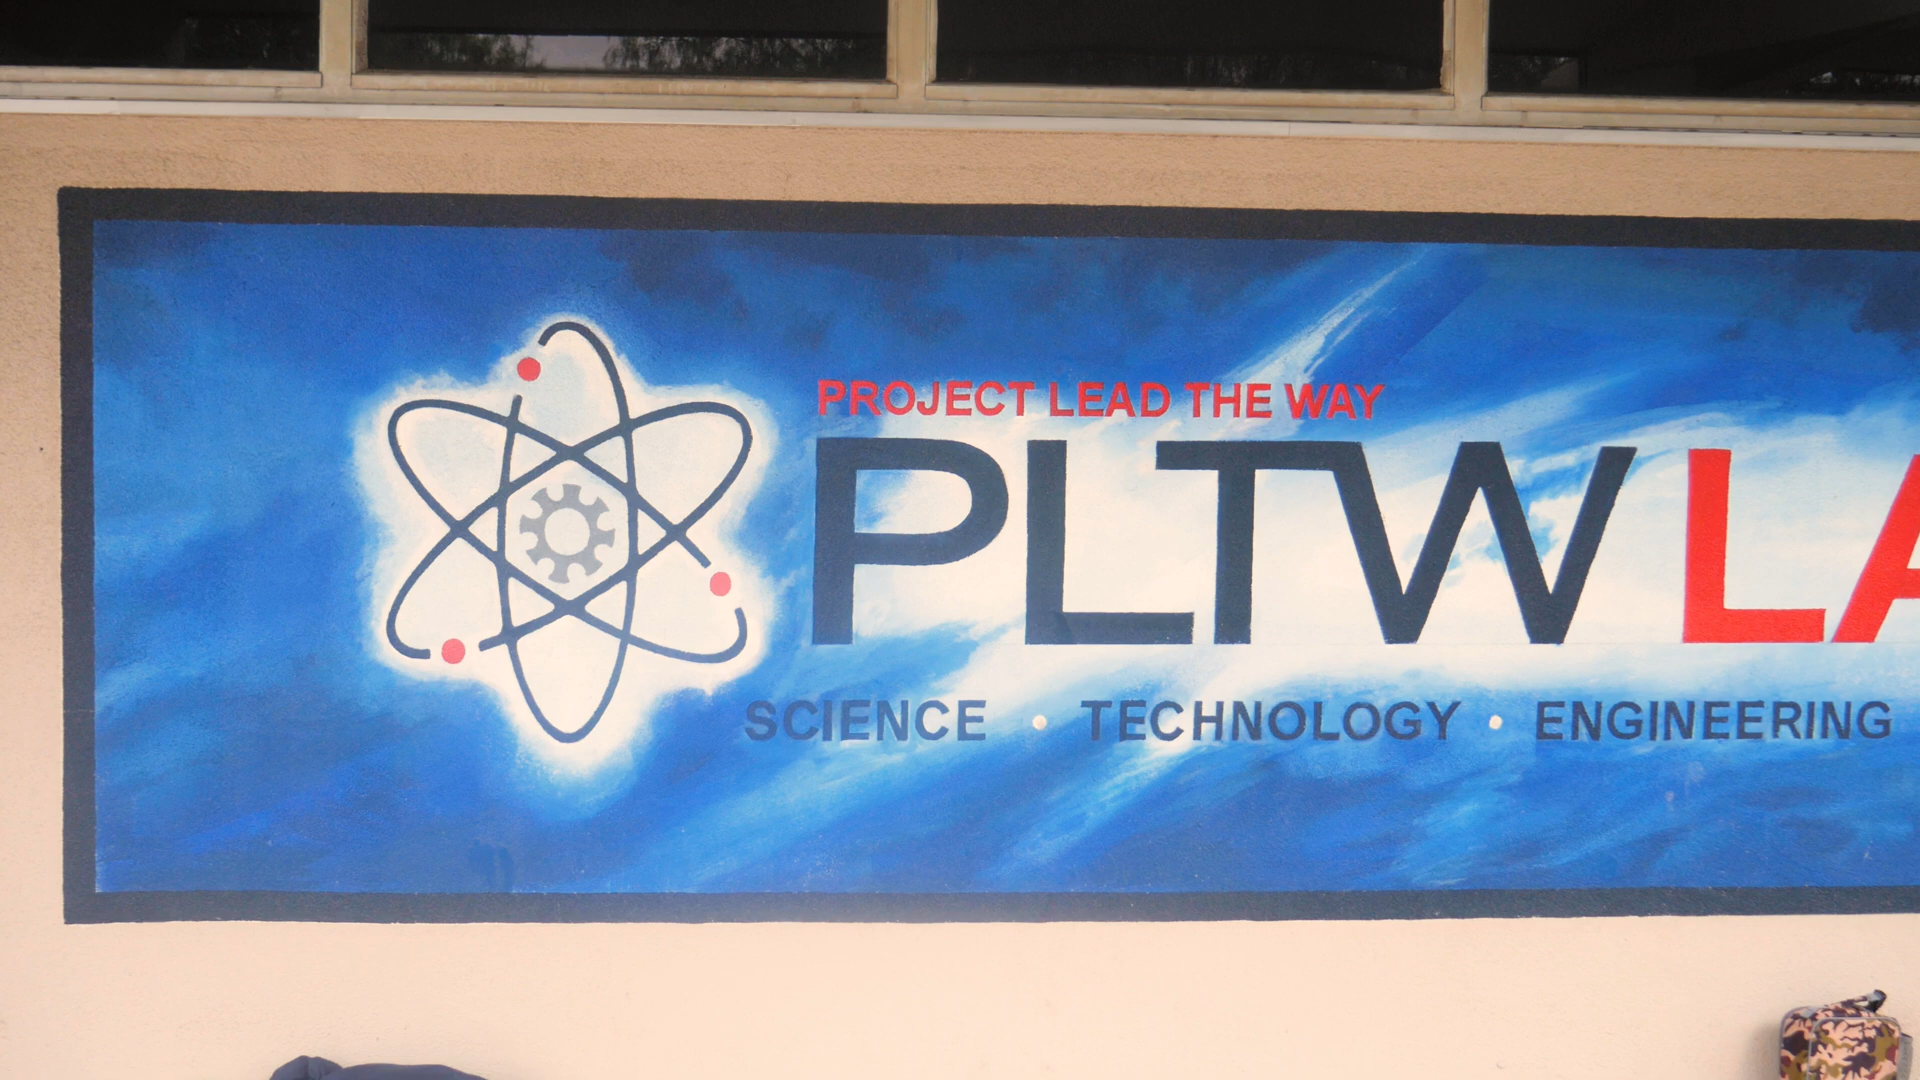 PROJECT LEAD THE WAY
PLTW LA
SCIENCE • TECHNOLOGY • ENGINEERING